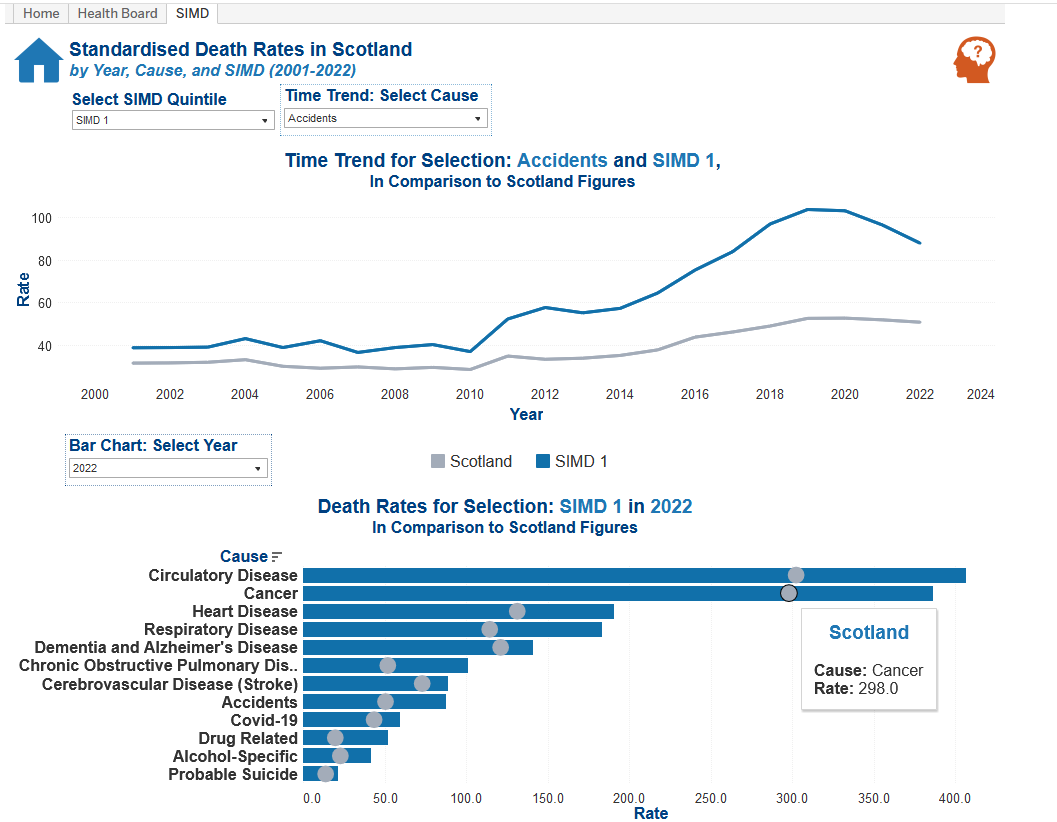 Home Health Board SIMD
Standardised Death Rates in Scotland
by Year, Cause, and SIMD (2001-2022)
?
Select SIMD Quintile
SIMD 1
Time Trend: Select Cause
Accidents
Time Trend for Selection: Accidents and SIMD 1,
In Comparison to Scotland Figures
Rate
100
80
60
40
2000 2002 2004 2006 2008 2010 2012 2014 2016 2018 2020 2022 2024
Year
Bar Chart: Select Year
2022
Scotland SIMD 1
Death Rates for Selection: SIMD 1 in 2022
In Comparison to Scotland Figures
Cause
Circulatory Disease
Cancer
Heart Disease
Respiratory Disease
Dementia and Alzheimer's Disease
Chronic Obstructive Pulmonary Dis..
Cerebrovascular Disease (Stroke)
Accidents
Covid-19
Drug Related
Alcohol-Specific
Probable Suicide
Scotland
Cause: Cancer
Rate: 298.0
0.0 50.0 100.0 150.0 200.0 250.0 300.0 350.0 400.0
Rate